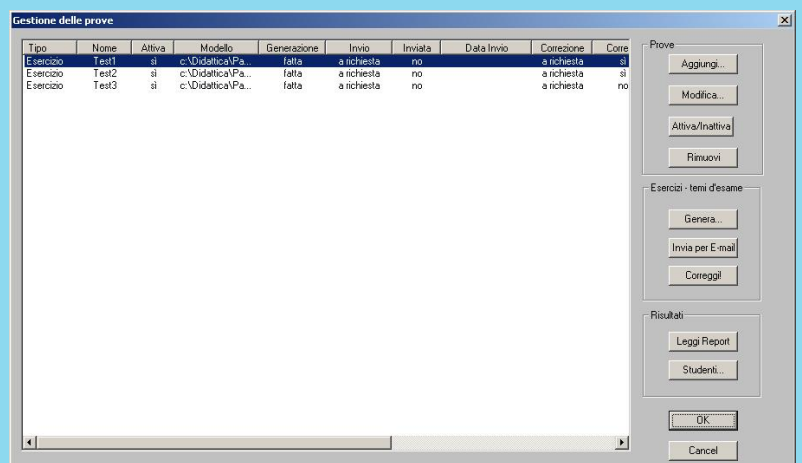 Gestione delle prove
Tipo Nome Attiva Modello Generazione Invio Inviata Data Invio Correzione Corre
Esercizio Test1 sì c:\Didattica\Pa... fatta a richiesta no a richiesta sì
Esercizio Test2 sì c:\Didattica\Pa... fatta a richiesta no a richiesta sì
Esercizio Test3 sì c:\Didattica\Pa... fatta a richiesta no a richiesta no
Prove
Aggiungi...
Modifica...
Attiva/Inattiva
Rimuovi
Esercizi - temi d'esame
Genera...
Invia per E-mail
Correggi!
Risultati
Leggi Report
Studenti...
OK
Cancel